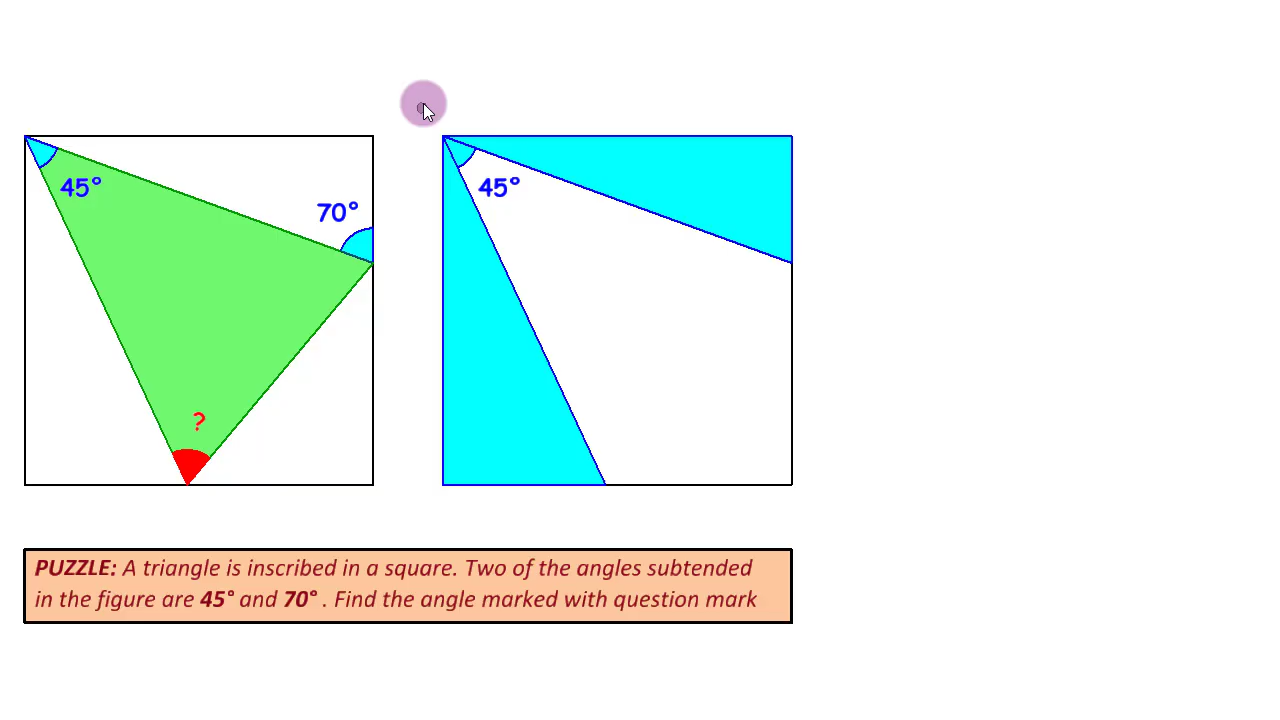 45°
70°
?
45°
PUZZLE: A triangle is inscribed in a square. Two of the angles subtended
in the figure are 45° and 70° . Find the angle marked with question mark